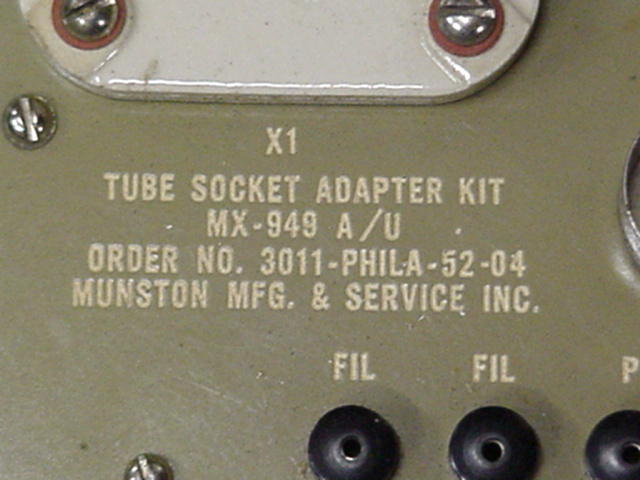 X1
TUBE SOCKET ADAPTER KIT
MX-949 A/U
ORDER NO. 3011-PHILA-52-04
MUNSTON MFG. & SERVICE INC.
FIL FIL P